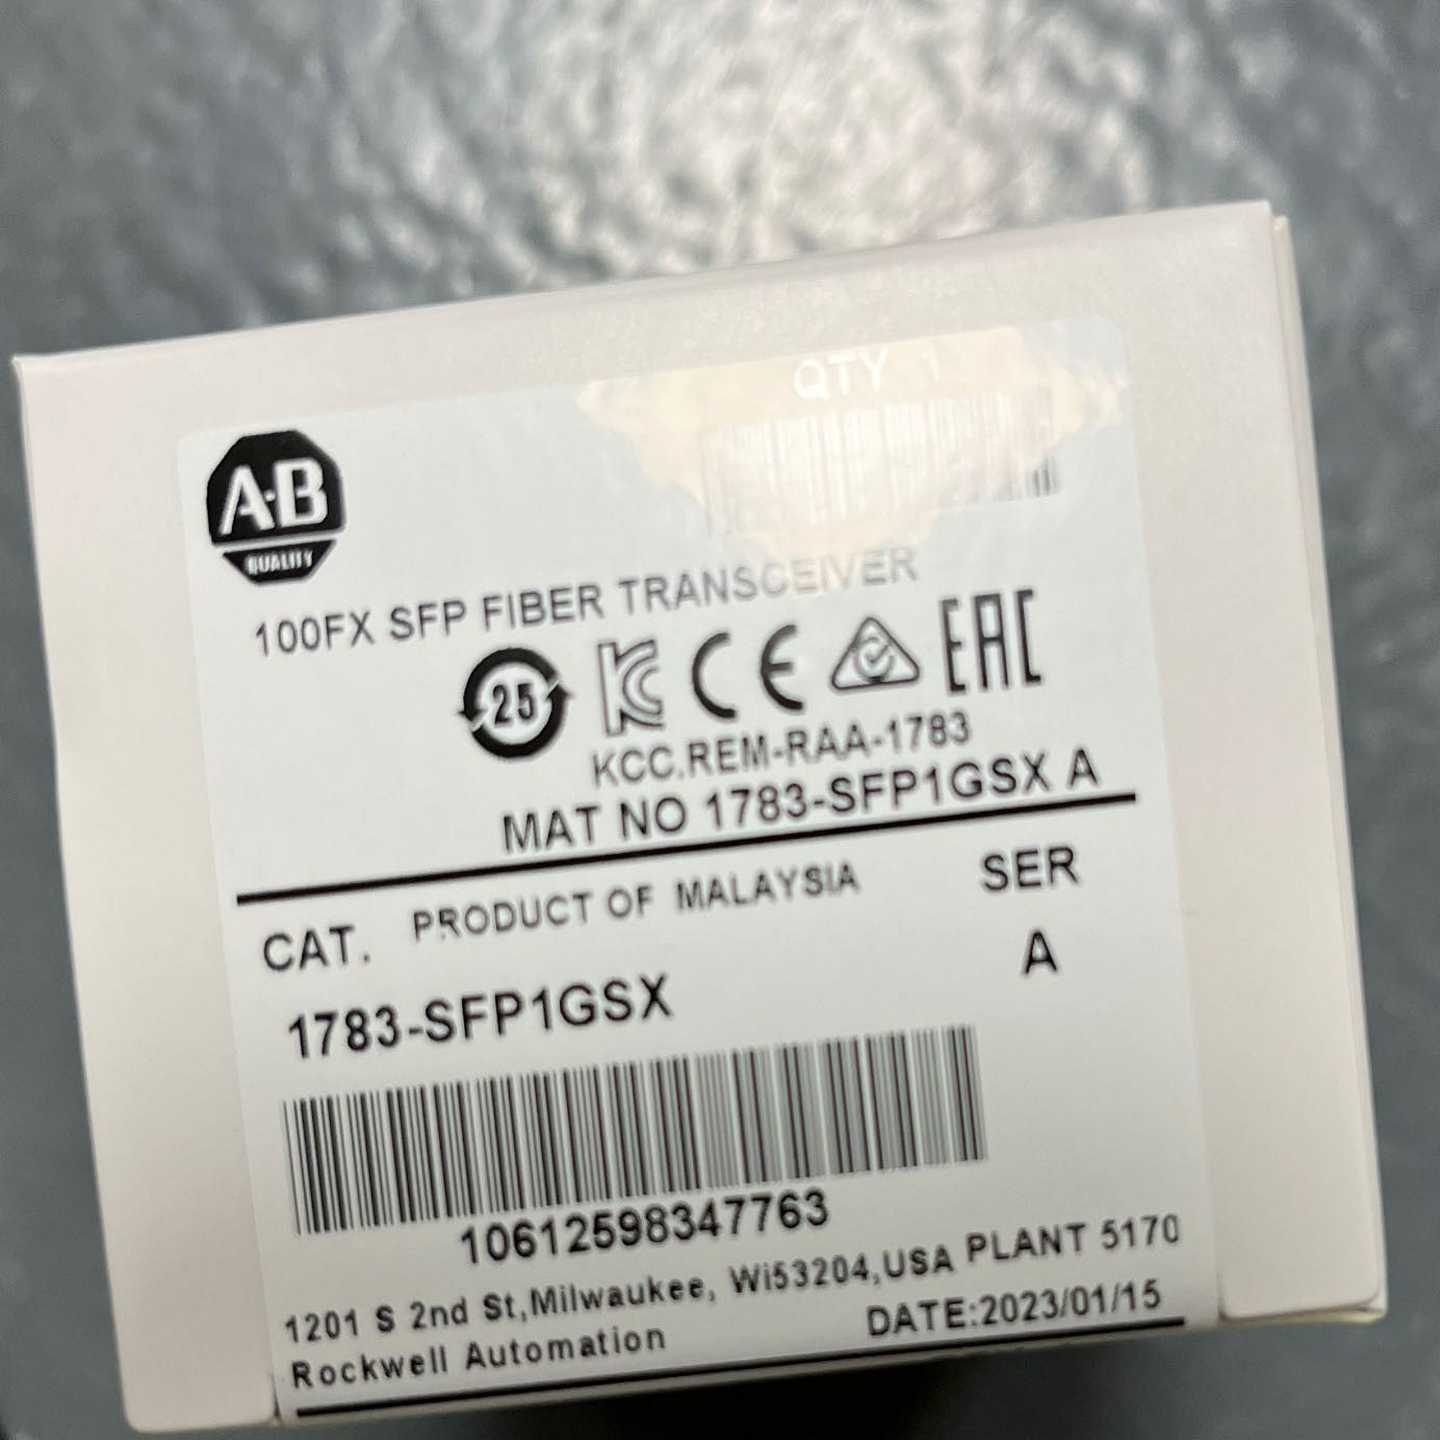 QTY 1
A-B
QUALITY
100FX SFP FIBER TRANSCEIVER
25
KCC.REM-RAA-1783
MAT NO 1783-SFP1GSX A
CAT. PRODUCT OF MALAYSIA SER
1783-SFP1GSX A
10612598347763
1201 S 2nd St,Milwaukee, Wi53204,USA PLANT 5170
Rockwell Automation DATE:2023/01/15